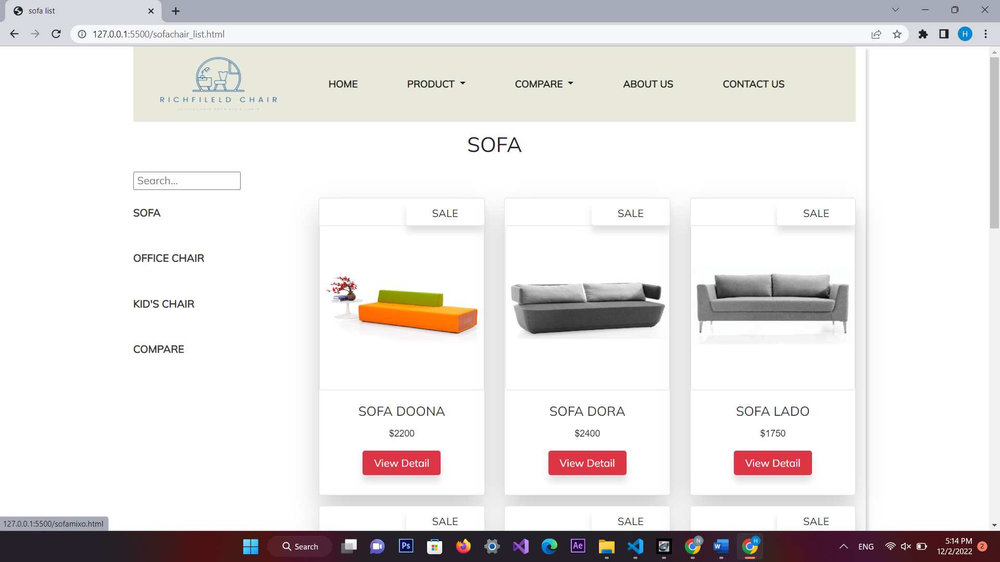 sofa list
127.0.0.1:5500/sofachair_list.html
H
RICHFILELD CHAIR
HOME
PRODUCT
COMPARE
ABOUT US
CONTACT US
SOFA
Search...
SOFA
OFFICE CHAIR
KID'S CHAIR
COMPARE
SALE
SALE
SALE
SOFA DOONA
SOFA DORA
SOFA LADO
$2200
$2400
$1750
View Detail
View Detail
View Detail
SALE
SALE
SALE
127.0.0.1:5500/sofamixo.html
Search
Ps
Ae
N
W
H
ENG
5:14 PM
12/2/2022
2